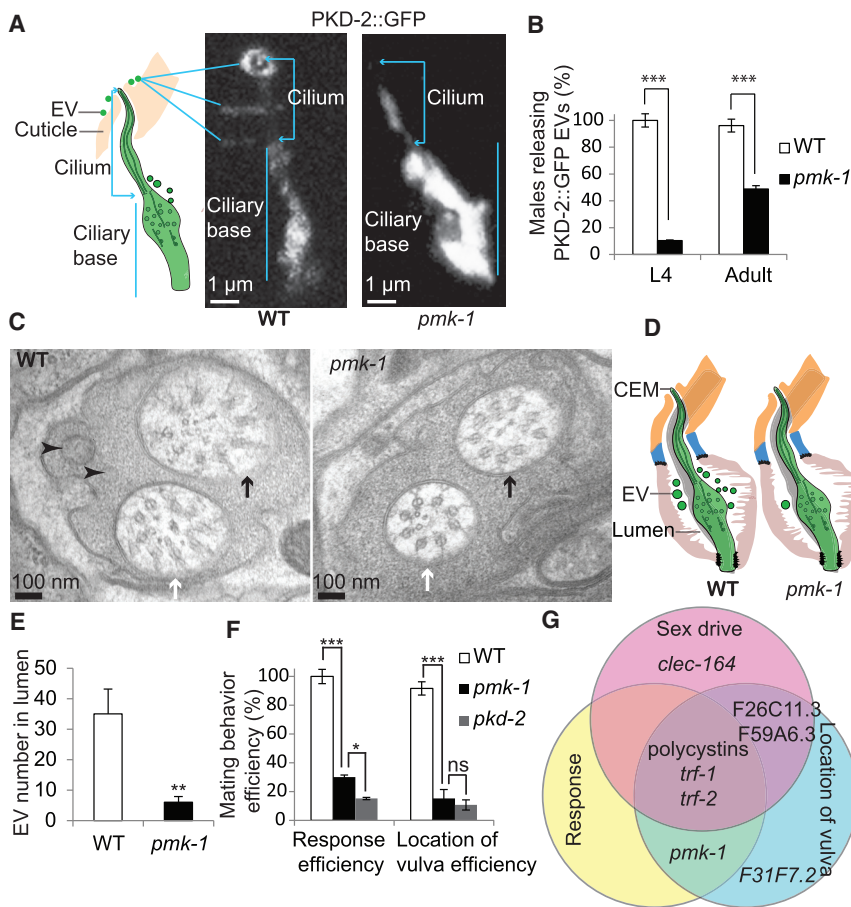 A
PKD-2::GFP
EV
Cuticle
Cilium
Ciliary
base
Cilium
Ciliary
base
1 µm
WT
Cilium
Ciliary
base
1 µm
pmk-1
B
Males releasing
PKD-2::GFP EVs (%)
***
***
100
80
60
40
20
0
L4
Adult
WT
pmk-1
C
WT
100 nm
pmk-1
100 nm
D
CEM
EV
Lumen
WT
pmk-1
E
EV number in lumen
50
40
30
20
10
0
**
WT
pmk-1
F
Mating behavior
efficiency (%)
100
80
60
40
20
0
***
*
***
ns
WT
pmk-1
pkd-2
Response
efficiency
Location of
vulva efficiency
G
Sex drive
clec-164
F26C11.3
F59A6.3
polycystins
trf-1
trf-2
Response
Location of vulva
pmk-1
F31F7.2